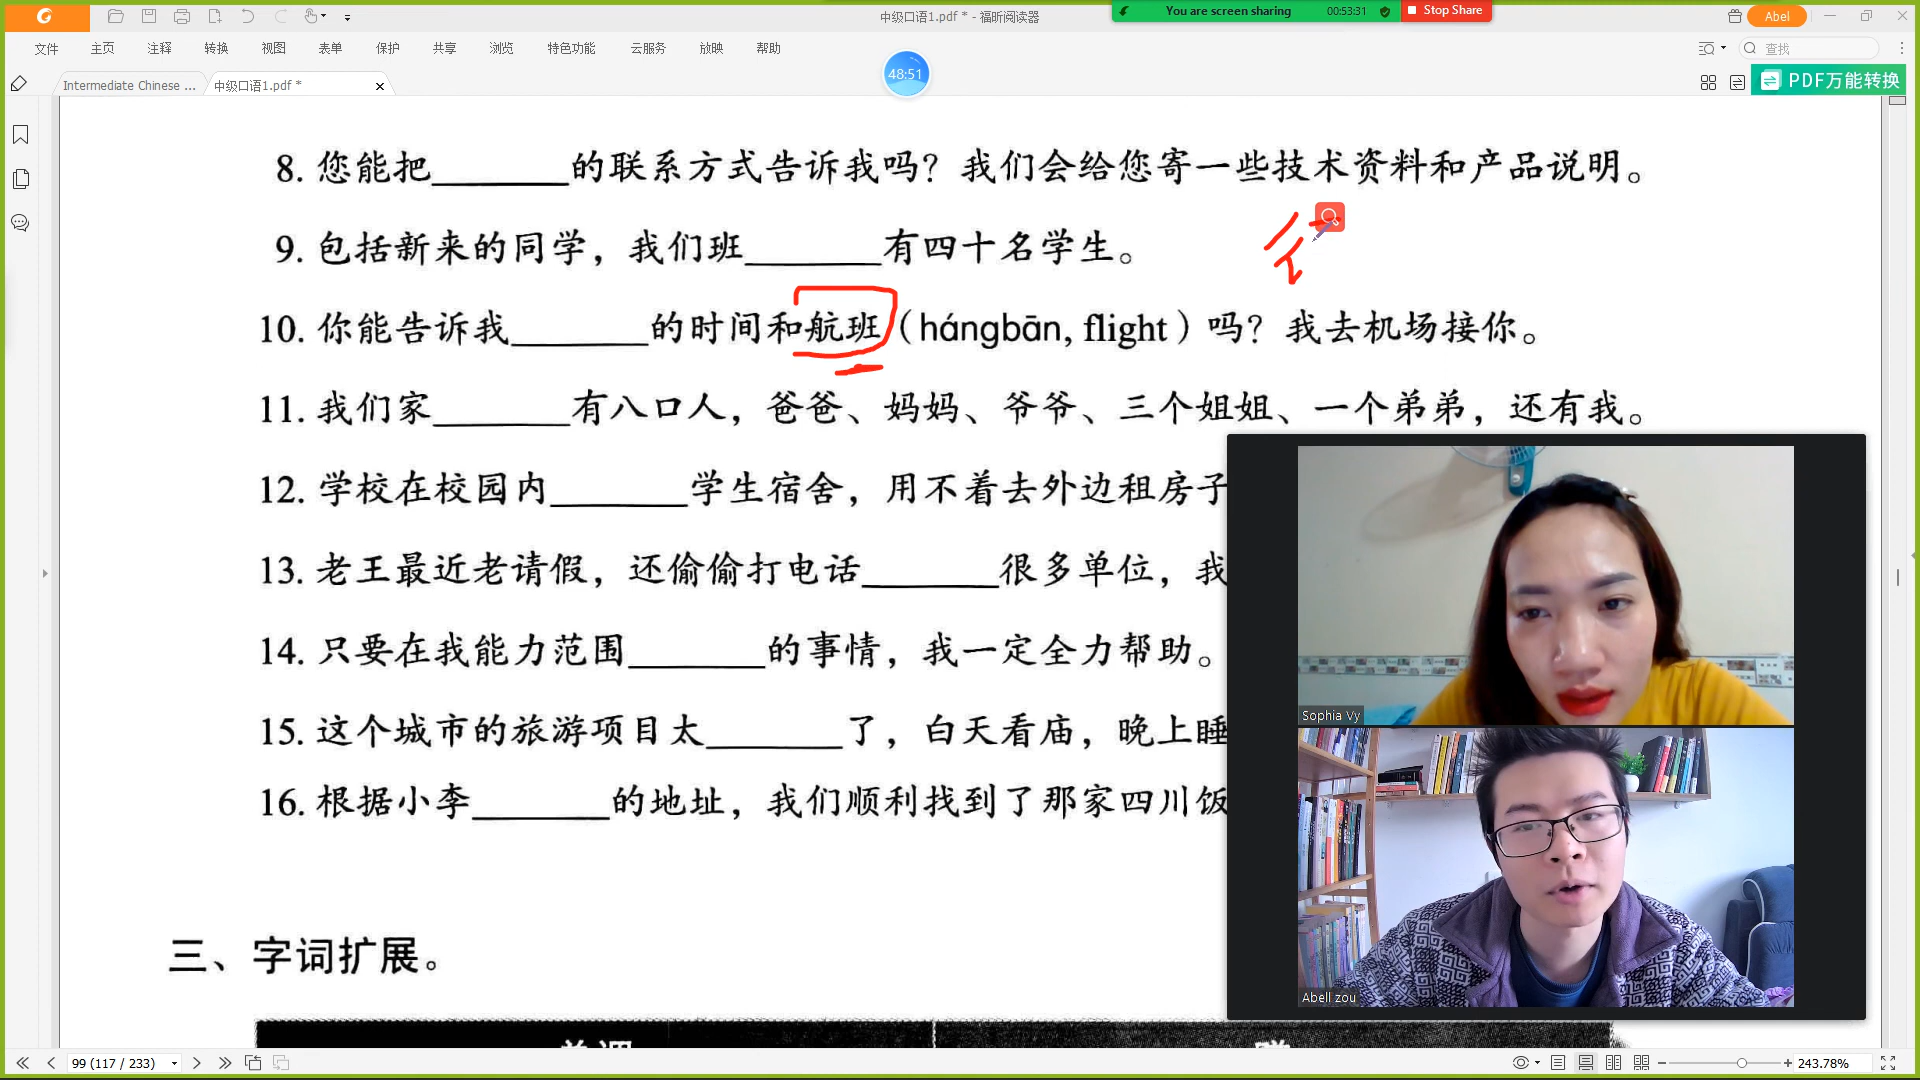 中级口语1.pdf * - 福昕阅读器
You are screen sharing
00:53:31
Stop Share
Abel
文件 主页 注释 转换 视图 表单 保护 共享 浏览 特色功能 云服务 放映 帮助
查找
48:51
Intermediate Chinese ...
中级口语1.pdf *
PDF万能转换
8. 您能把_______的联系方式告诉我吗？我们会给您寄一些技术资料和产品说明。
9. 包括新来的同学，我们班_______有四十名学生。
10. 你能告诉我_______的时间和航班（hángbān, flight）吗？我去机场接你。
11. 我们家_______有八口人，爸爸、妈妈、爷爷、三个姐姐、一个弟弟，还有我。
12. 学校在校园内_______学生宿舍，用不着去外边租房子
13. 老王最近老请假，还偷偷打电话_______很多单位，我
14. 只要在我能力范围_______的事情，我一定全力帮助。
15. 这个城市的旅游项目太_______了，白天看庙，晚上睡
16. 根据小李_______的地址，我们顺利找到了那家四川饭
三、字词扩展。
Sophia Vy
Abell zou
99 (117 / 233)
243.78%